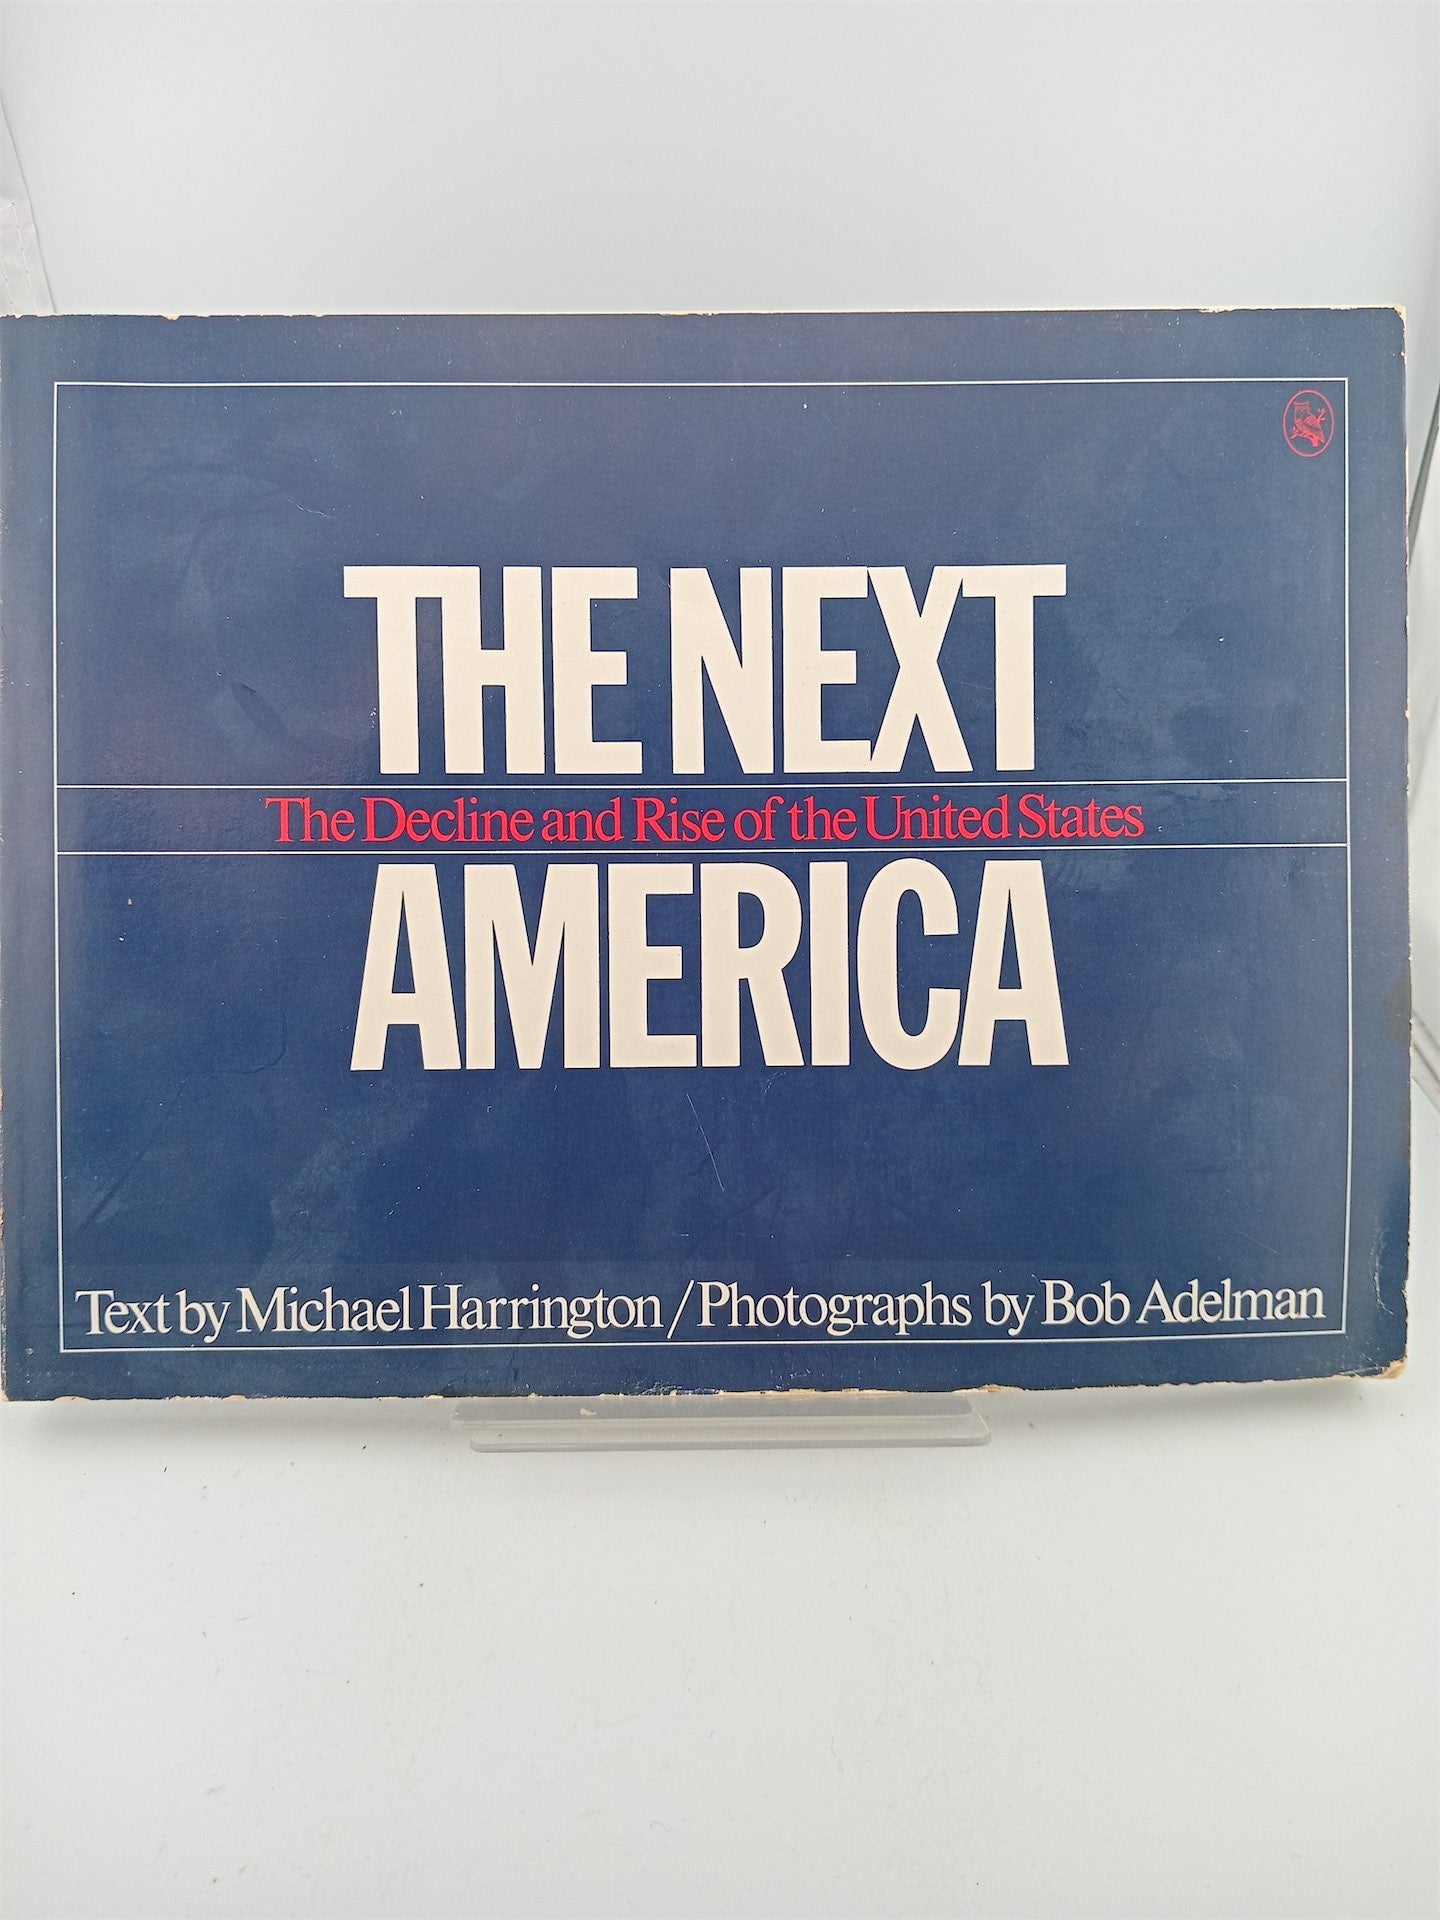 THE NEXT
The Decline and Rise of the United States
AMERICA
Text by Michael Harrington/Photographs by Bob Adelman